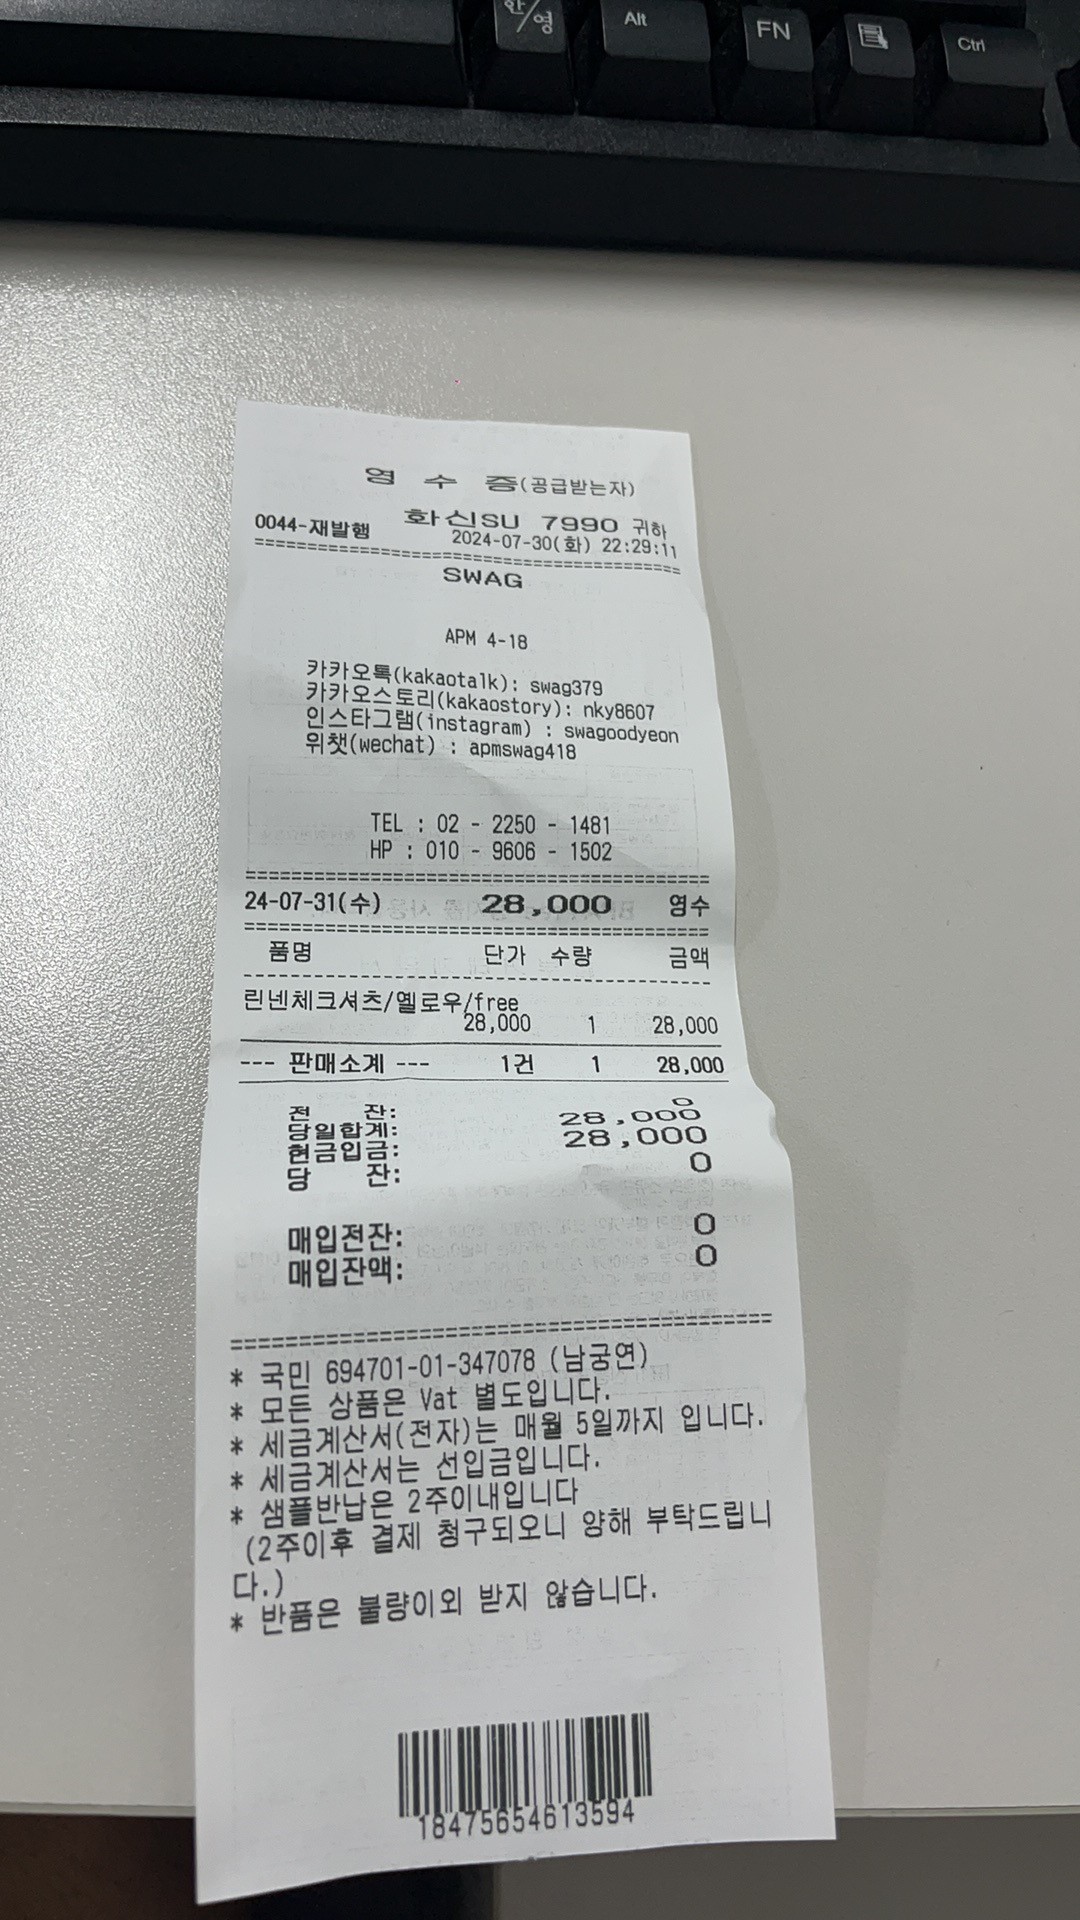 한/영
Alt
FN
Ctrl
영 수 증(공급받는자)
화신SU 7990 귀하
0044-재발행
2024-07-30(화) 22:29:11
SWAG
APM 4-18
카카오톡(kakaotalk): swag379
카카오스토리(kakaostory): nky8607
인스타그램(instagram) : swagoodyeon
위챗(wechat) : apmswag418
TEL : 02 - 2250 - 1481
HP : 010 - 9606 - 1502
24-07-31(수) 28,000 영수
품명 단가 수량 금액
린넨체크셔츠/옐로우/free
28,000 1 28,000
--- 판매소계 --- 1건 1 28,000
전 잔: 0
당일합계: 28,000
현금입금: 28,000
당 잔: 0
매입전잔: 0
매입잔액: 0
* 국민 694701-01-347078 (남궁연)
* 모든 상품은 Vat 별도입니다.
* 세금계산서(전자)는 매월 5일까지 입니다.
* 세금계산서는 선입금입니다.
* 샘플반납은 2주이내입니다
(2주이후 결제 청구되오니 양해 부탁드립니
다.)
* 반품은 불량이외 받지 않습니다.
18475654613594